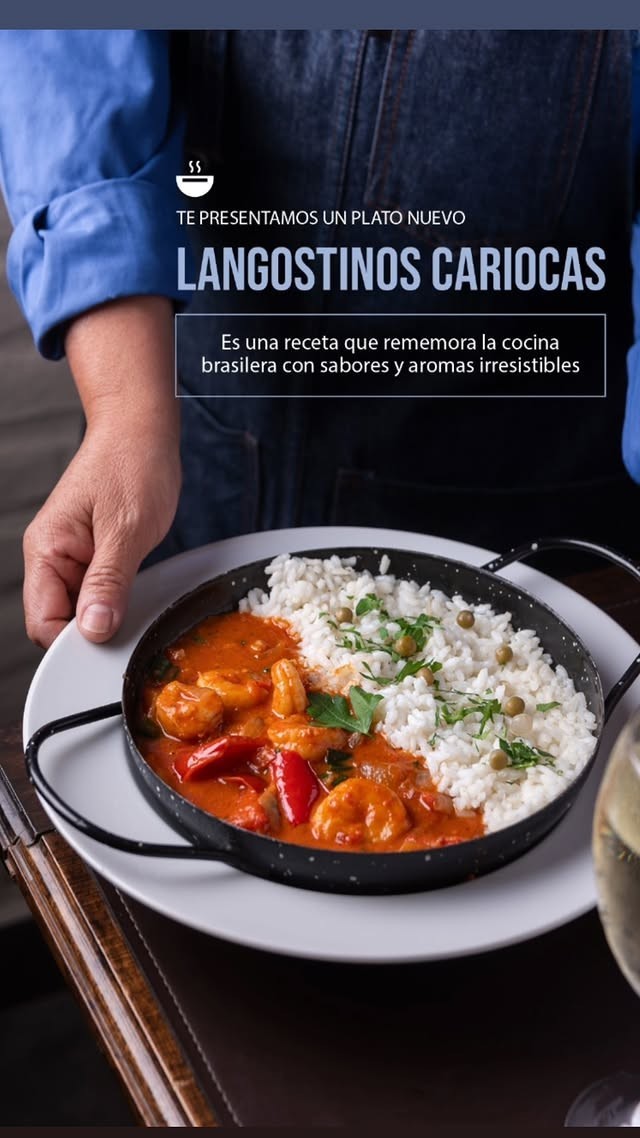 TE PRESENTAMOS UN PLATO NUEVO
LANGOSTINOS CARIOCAS
Es una receta que rememora la cocina
brasilera con sabores y aromas irresistibles